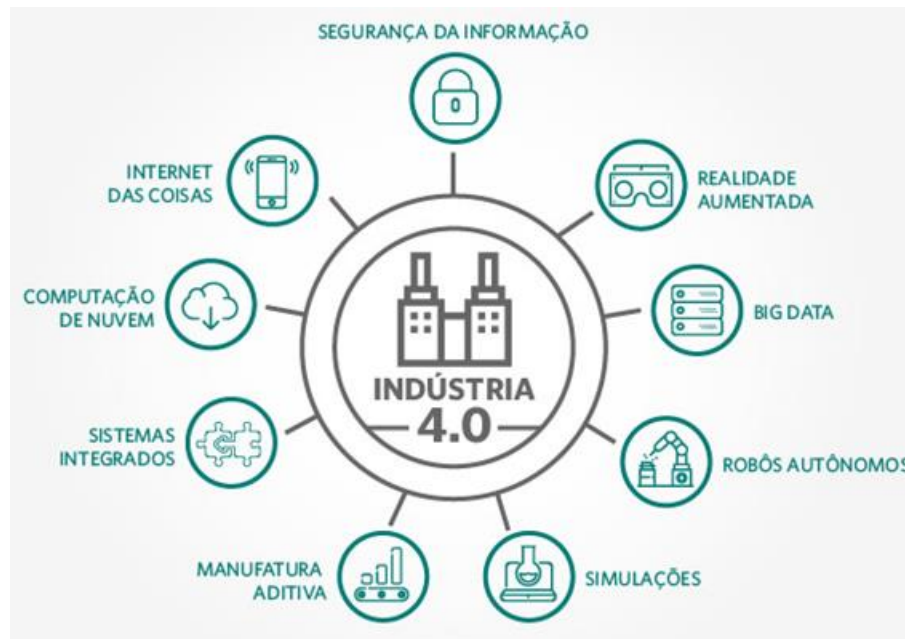 SEGURANÇA DA INFORMAÇÃO
INTERNET
DAS COISAS
REALIDADE
AUMENTADA
COMPUTAÇÃO
DE NUVEM
BIG DATA
INDÚSTRIA
4.0
SISTEMAS
INTEGRADOS
ROBÔS AUTÔNOMOS
MANUFATURA
ADITIVA
SIMULAÇÕES